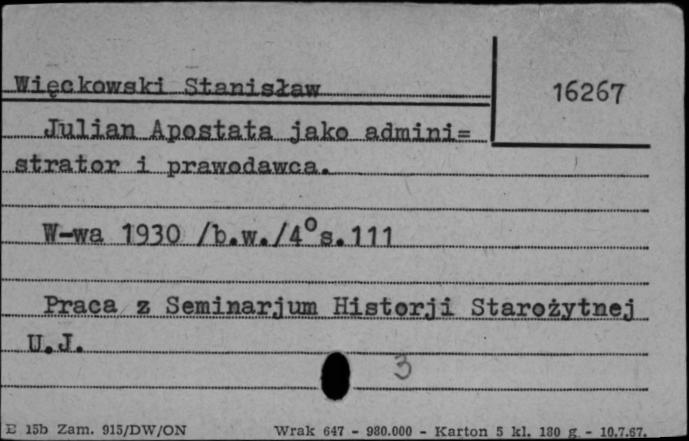 Więckowski Stanisław
16267
Julian Apostata jako admini=
strator i prawodawca.
W-wa 1930 /b.w./4° s.111
Praca z Seminarjum Historji Starożytnej
U.J.
3
E 15b Zam. 915/DW/ON Wrak 647 - 980.000 - Karton 5 kl. 180 g - 10.7.67.